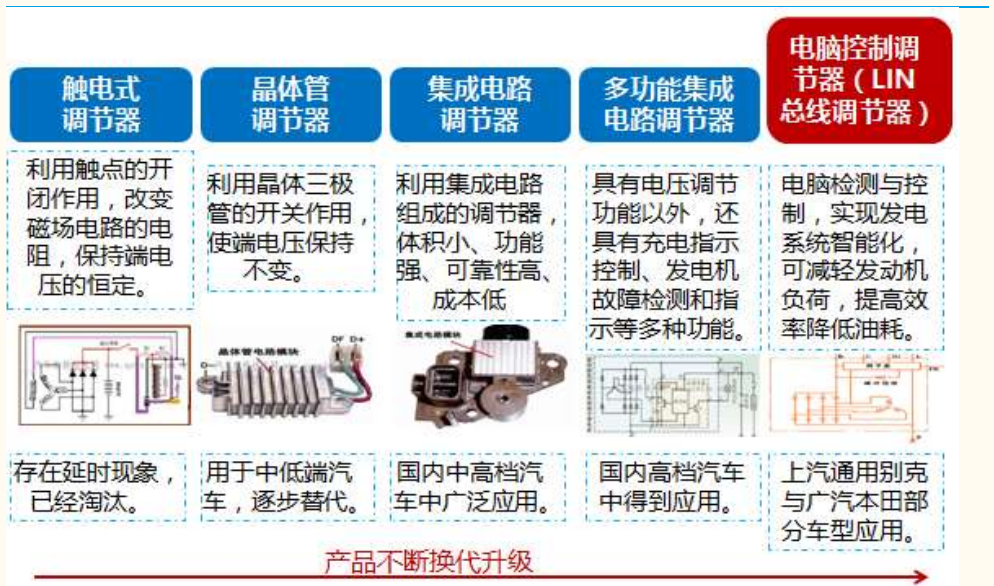 触电式
调节器
利用触点的开
闭作用，改变
磁场电路的电
阻，保持端电
压的恒定。
存在延时现象，
已经淘汰。
晶体管
调节器
利用晶体三极
管的开关作用，
使端电压保持
不变。
晶体管电路模块
DF D+
D-
用于中低端汽
车，逐步替代。
集成电路
调节器
利用集成电路
组成的调节器，
体积小、功能
强、可靠性高、
成本低
集成电路模块
国内中高档汽
车中广泛应用。
多功能集成
电路调节器
具有电压调节
功能以外，还
具有充电指示
控制、发电机
故障检测和指
示等多种功能。
国内高档汽车
中得到应用。
电脑控制调
节器（LIN
总线调节器）
电脑检测与控
制，实现发电
系统智能化，
可减轻发动机
负荷，提高效
率降低油耗。
上汽通用别克
与广汽本田部
分车型应用。
产品不断换代升级